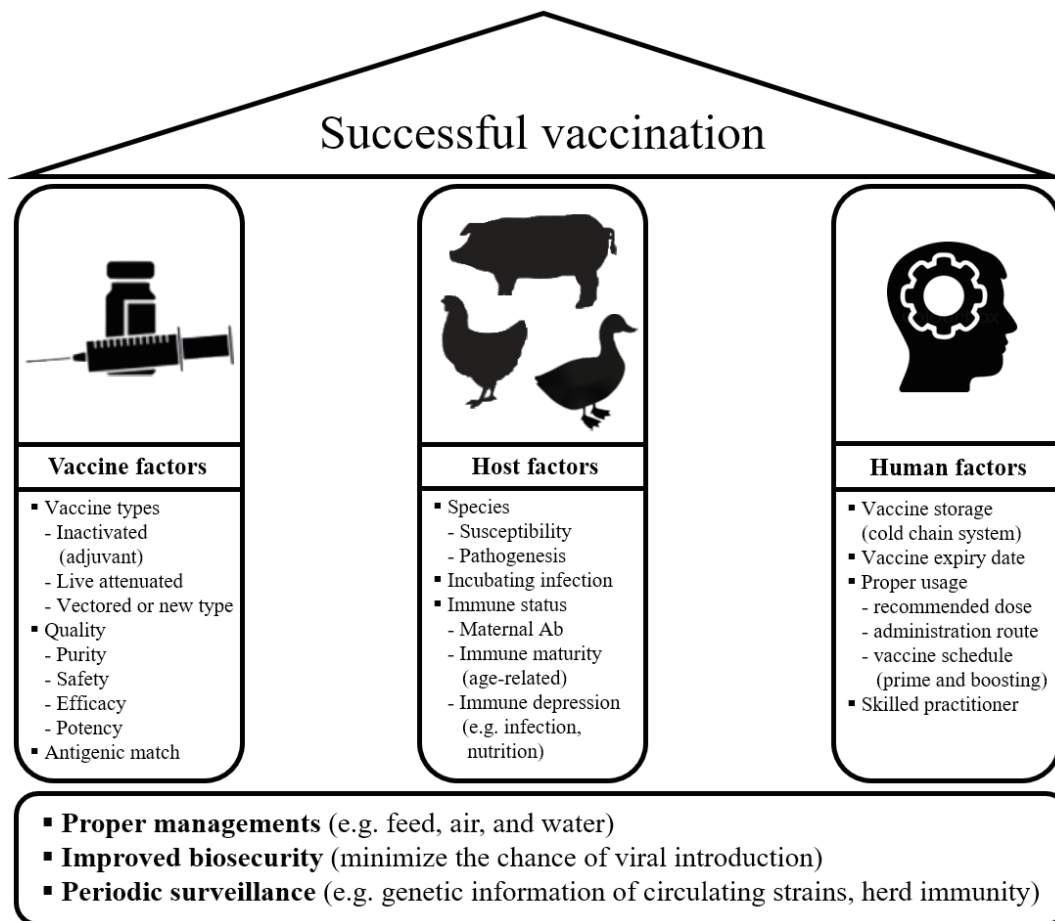 Successful vaccination
Vaccine factors
▪ Vaccine types
- Inactivated
(adjuvant)
- Live attenuated
- Vectored or new type
▪ Quality
- Purity
- Safety
- Efficacy
- Potency
▪ Antigenic match
Host factors
▪ Species
- Susceptibility
- Pathogenesis
▪ Incubating infection
▪ Immune status
- Maternal Ab
- Immune maturity
(age-related)
- Immune depression
(e.g. infection,
nutrition)
Human factors
▪ Vaccine storage
(cold chain system)
▪ Vaccine expiry date
▪ Proper usage
- recommended dose
- administration route
- vaccine schedule
(prime and boosting)
▪ Skilled practitioner
▪ Proper managements (e.g. feed, air, and water)
▪ Improved biosecurity (minimize the chance of viral introduction)
▪ Periodic surveillance (e.g. genetic information of circulating strains, herd immunity)